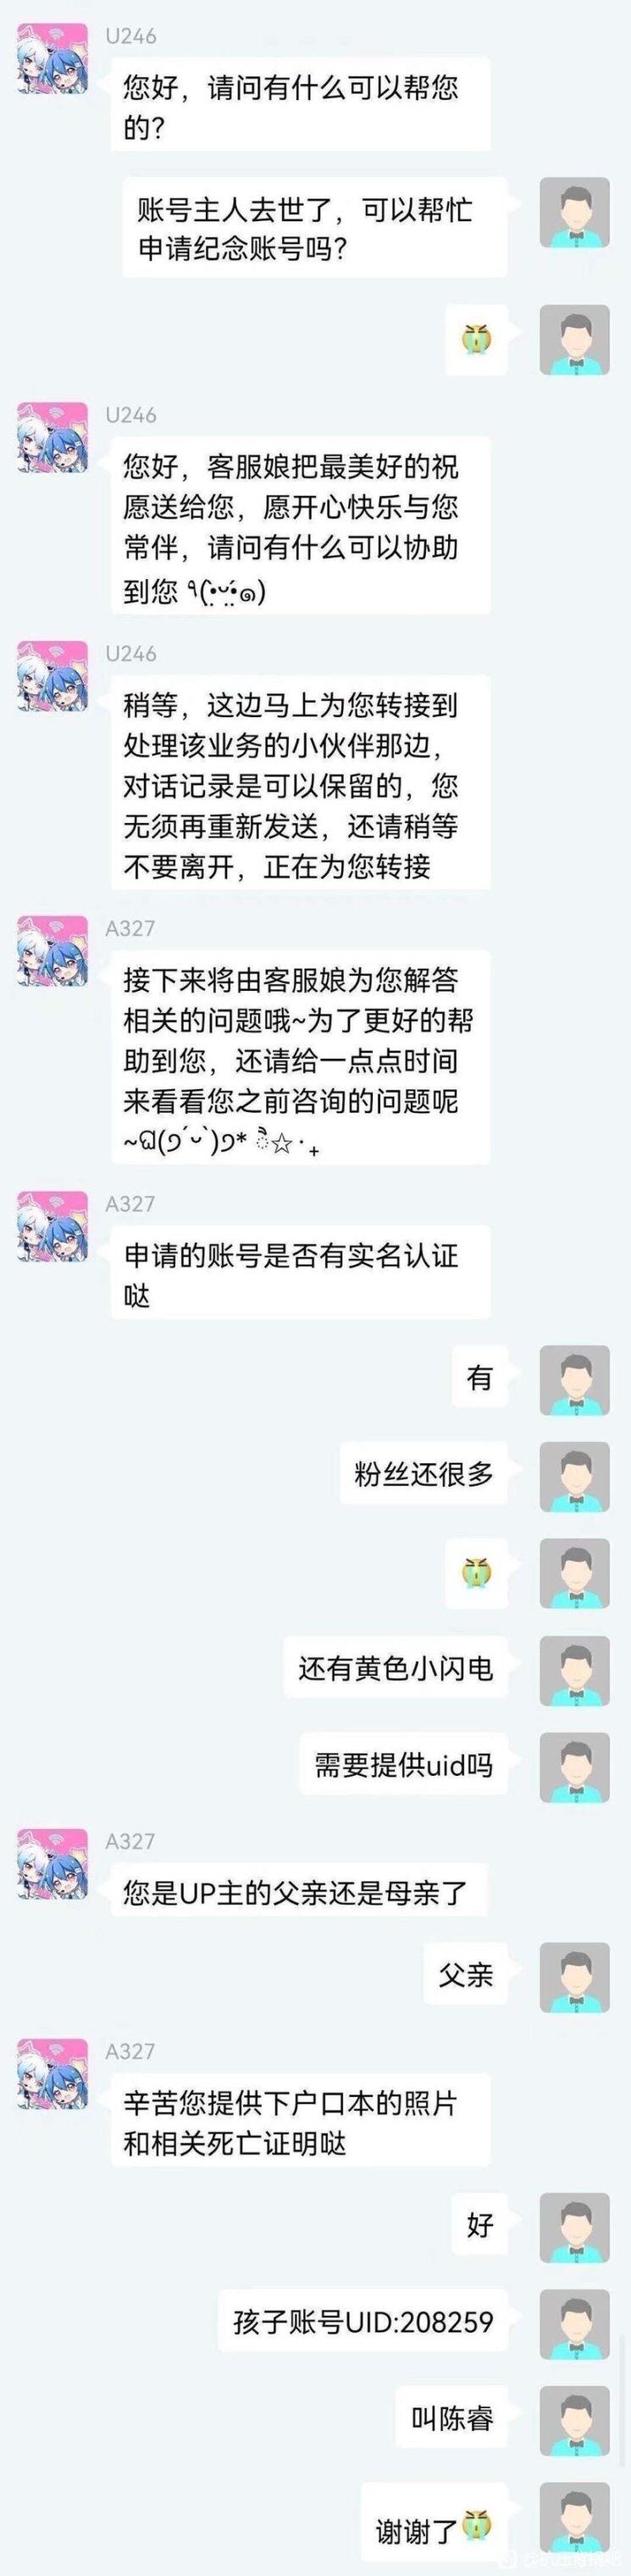 U246
您好，请问有什么可以帮您
的？
账号主人去世了，可以帮忙
申请纪念账号吗？
U246
您好，客服娘把最美好的祝
愿送给您，愿开心快乐与您
常伴，请问有什么可以协助
到您
U246
稍等，这边马上为您转接到
处理该业务的小伙伴那边，
对话记录是可以保留的，您
无须再重新发送，还请稍等
不要离开，正在为您转接
A327
接下来将由客服娘为您解答
相关的问题哦~为了更好的帮
助到您，还请给一点点时间
来看看您之前咨询的问题呢
~
A327
申请的账号是否有实名认证
哒
有
粉丝还很多
还有黄色小闪电
需要提供uid吗
A327
您是UP主的父亲还是母亲了
父亲
A327
辛苦您提供下户口本的照片
和相关死亡证明哒
好
孩子账号UID:208259
叫陈睿
谢谢了